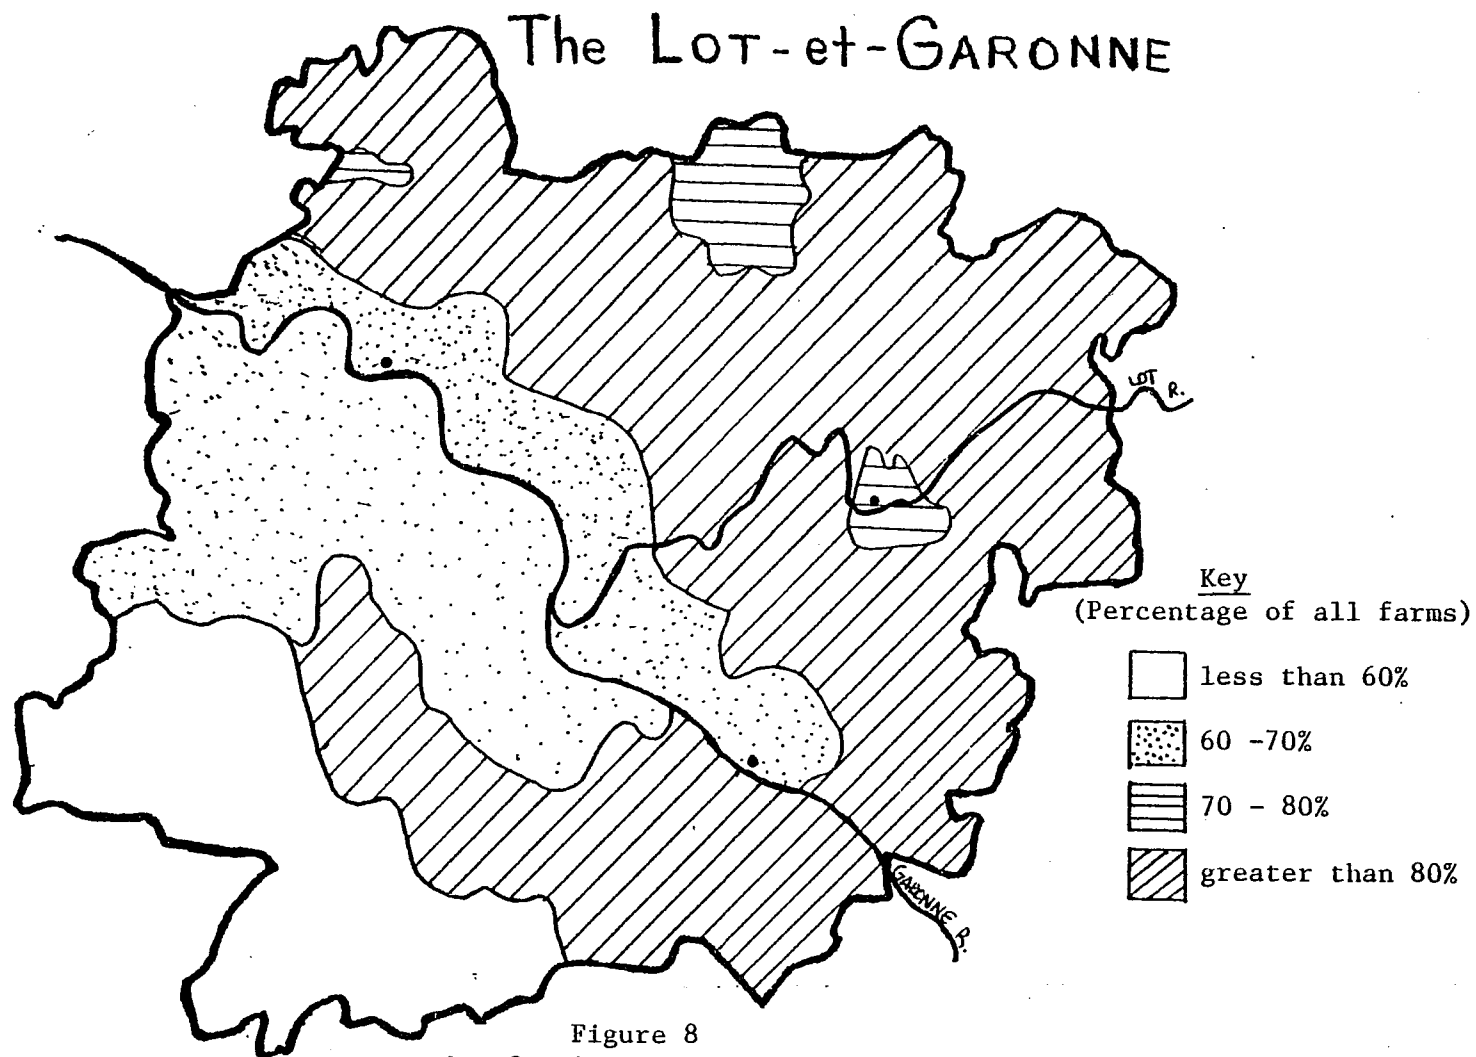 The LOT-et-GARONNE
LOT R.
Key
(Percentage of all farms)
less than 60%
60 -70%
70 - 80%
greater than 80%
GARONNE R.
Figure 8